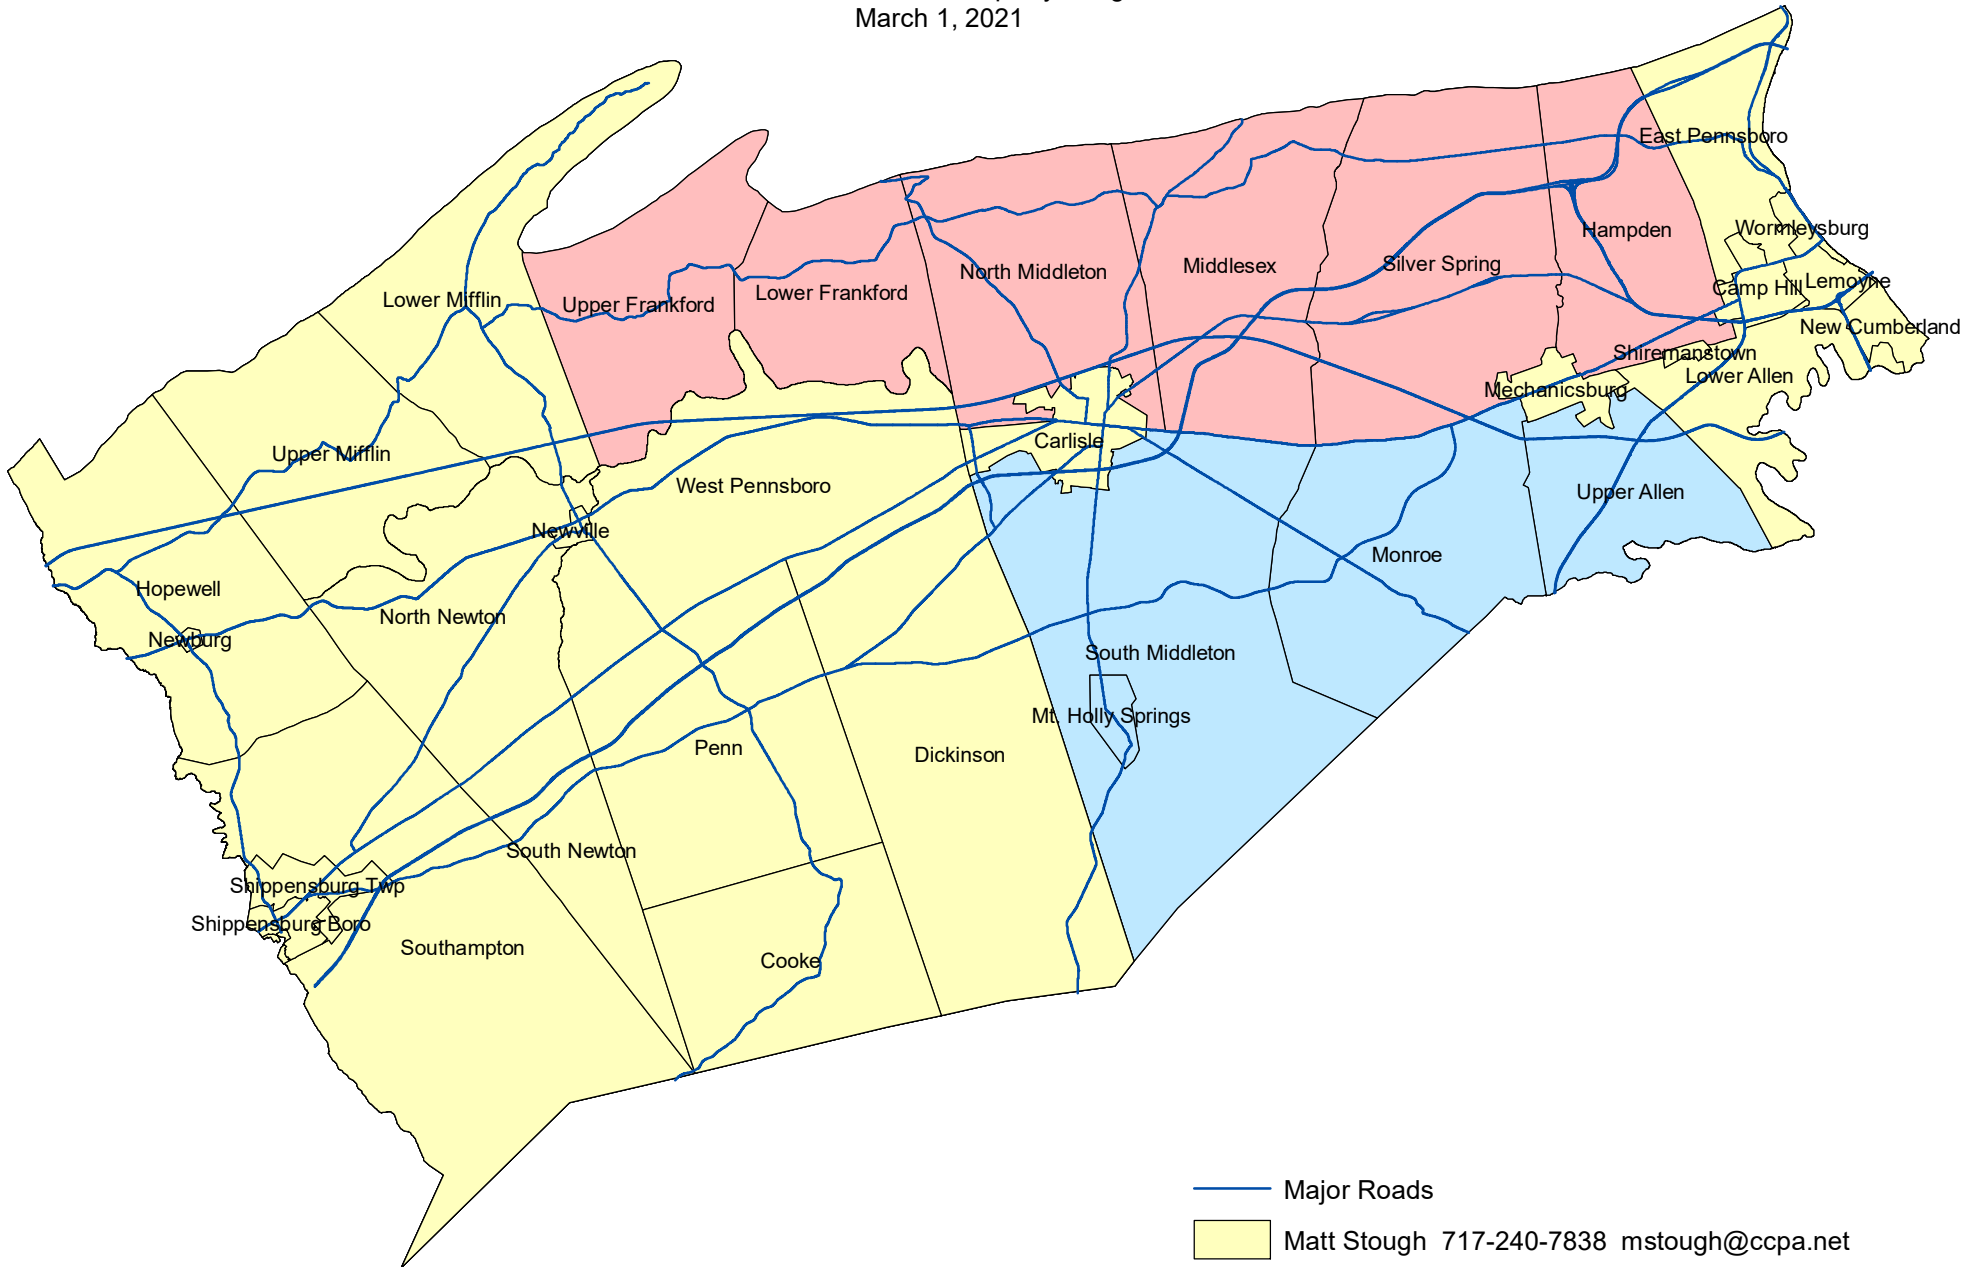 March 1, 2021
East Pennsboro
Wormleysburg
Hampden
Silver Spring
Middlesex
North Middleton
Lower Frankford
Upper Frankford
Lower Mifflin
Camp Hill
Lemoyne
New Cumberland
Shiremanstown
Lower Allen
Mechanicsburg
Carlisle
Upper Mifflin
West Pennsboro
Upper Allen
Newville
Monroe
Hopewell
North Newton
Newburg
South Middleton
Mt. Holly Springs
Penn
Dickinson
South Newton
Shippensburg Twp
Shippensburg Boro
Southampton
Cooke
Major Roads
Matt Stough 717-240-7838 mstough@ccpa.net